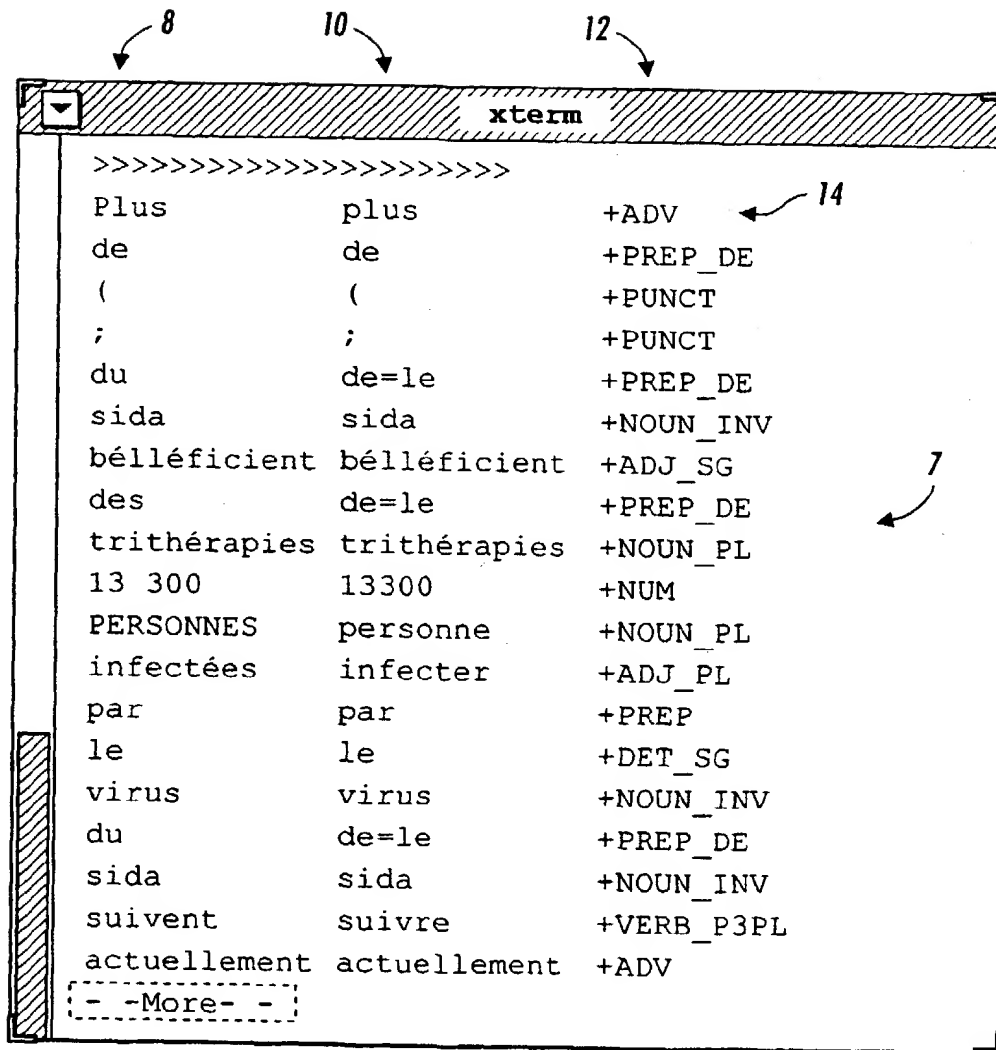 8 10 12
xterm
>>>>>>>>>>>>>>>>>>>>>>
Plus plus +ADV 14
de de +PREP_DE
( ( +PUNCT
; ; +PUNCT
du de=le +PREP_DE
sida sida +NOUN_INV
bélléficient bélléficient +ADJ_SG 7
des de=le +PREP_DE
trithérapies trithérapies +NOUN_PL
13 300 13300 +NUM
PERSONNES personne +NOUN_PL
infectées infecter +ADJ_PL
par par +PREP
le le +DET_SG
virus virus +NOUN_INV
du de=le +PREP_DE
sida sida +NOUN_INV
suivent suivre +VERB_P3PL
actuellement actuellement +ADV
- -More- -